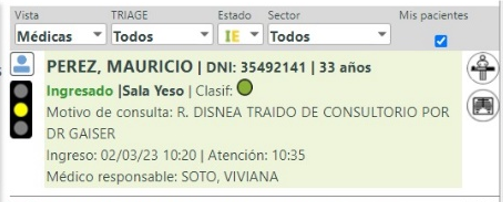 Vista TRIAGE Estado Sector Mis pacientes
Médicas Todos IE Todos
PEREZ, MAURICIO | DNI: 35492141 | 33 años
Ingresado |Sala Yeso | Clasif:
Motivo de consulta: R. DISNEA TRAIDO DE CONSULTORIO POR
DR GAISER
Ingreso: 02/03/23 10:20 | Atención: 10:35
Médico responsable: SOTO, VIVIANA